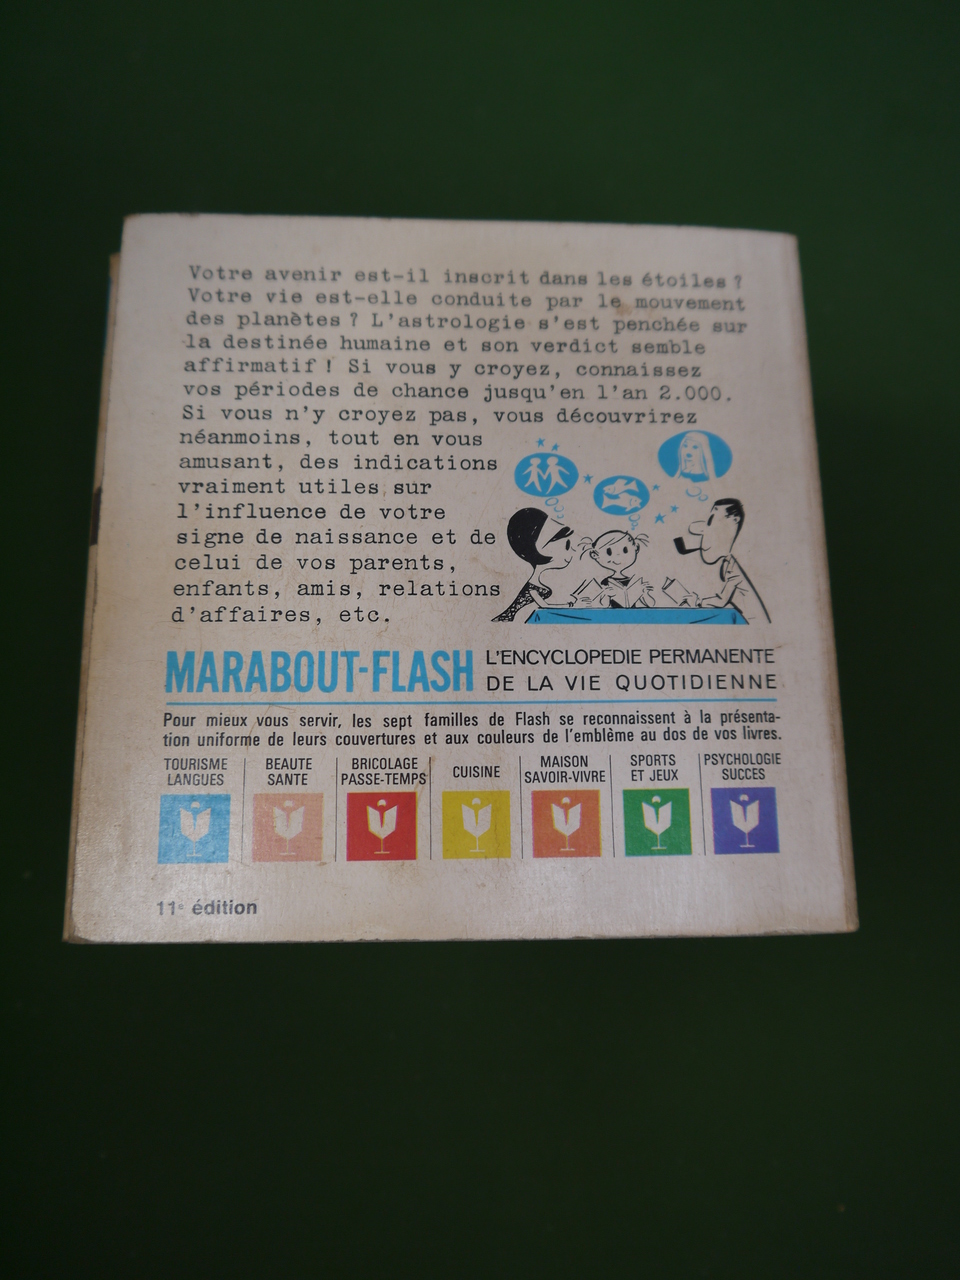 Votre avenir est-il inscrit dans les étoiles ?
Votre vie est-elle conduite par le mouvement
des planètes ? L'astrologie s'est penchée sur
la destinée humaine et son verdict semble
affirmatif ! Si vous y croyez, connaissez
vos périodes de chance jusqu'en l'an 2.000.
Si vous n'y croyez pas, vous découvrirez
néanmoins, tout en vous
amusant, des indications
vraiment utiles sur
l'influence de votre
signe de naissance et de
celui de vos parents,
enfants, amis, relations
d'affaires, etc.
MARABOUT-FLASH L'ENCYCLOPEDIE PERMANENTE
DE LA VIE QUOTIDIENNE
Pour mieux vous servir, les sept familles de Flash se reconnaissent à la présenta-
tion uniforme de leurs couvertures et aux couleurs de l'emblème au dos de vos livres.
TOURISME
LANGUES
BEAUTE
SANTE
BRICOLAGE
PASSE-TEMPS
CUISINE
MAISON
SAVOIR-VIVRE
SPORTS
ET JEUX
PSYCHOLOGIE
SUCCES
11e édition